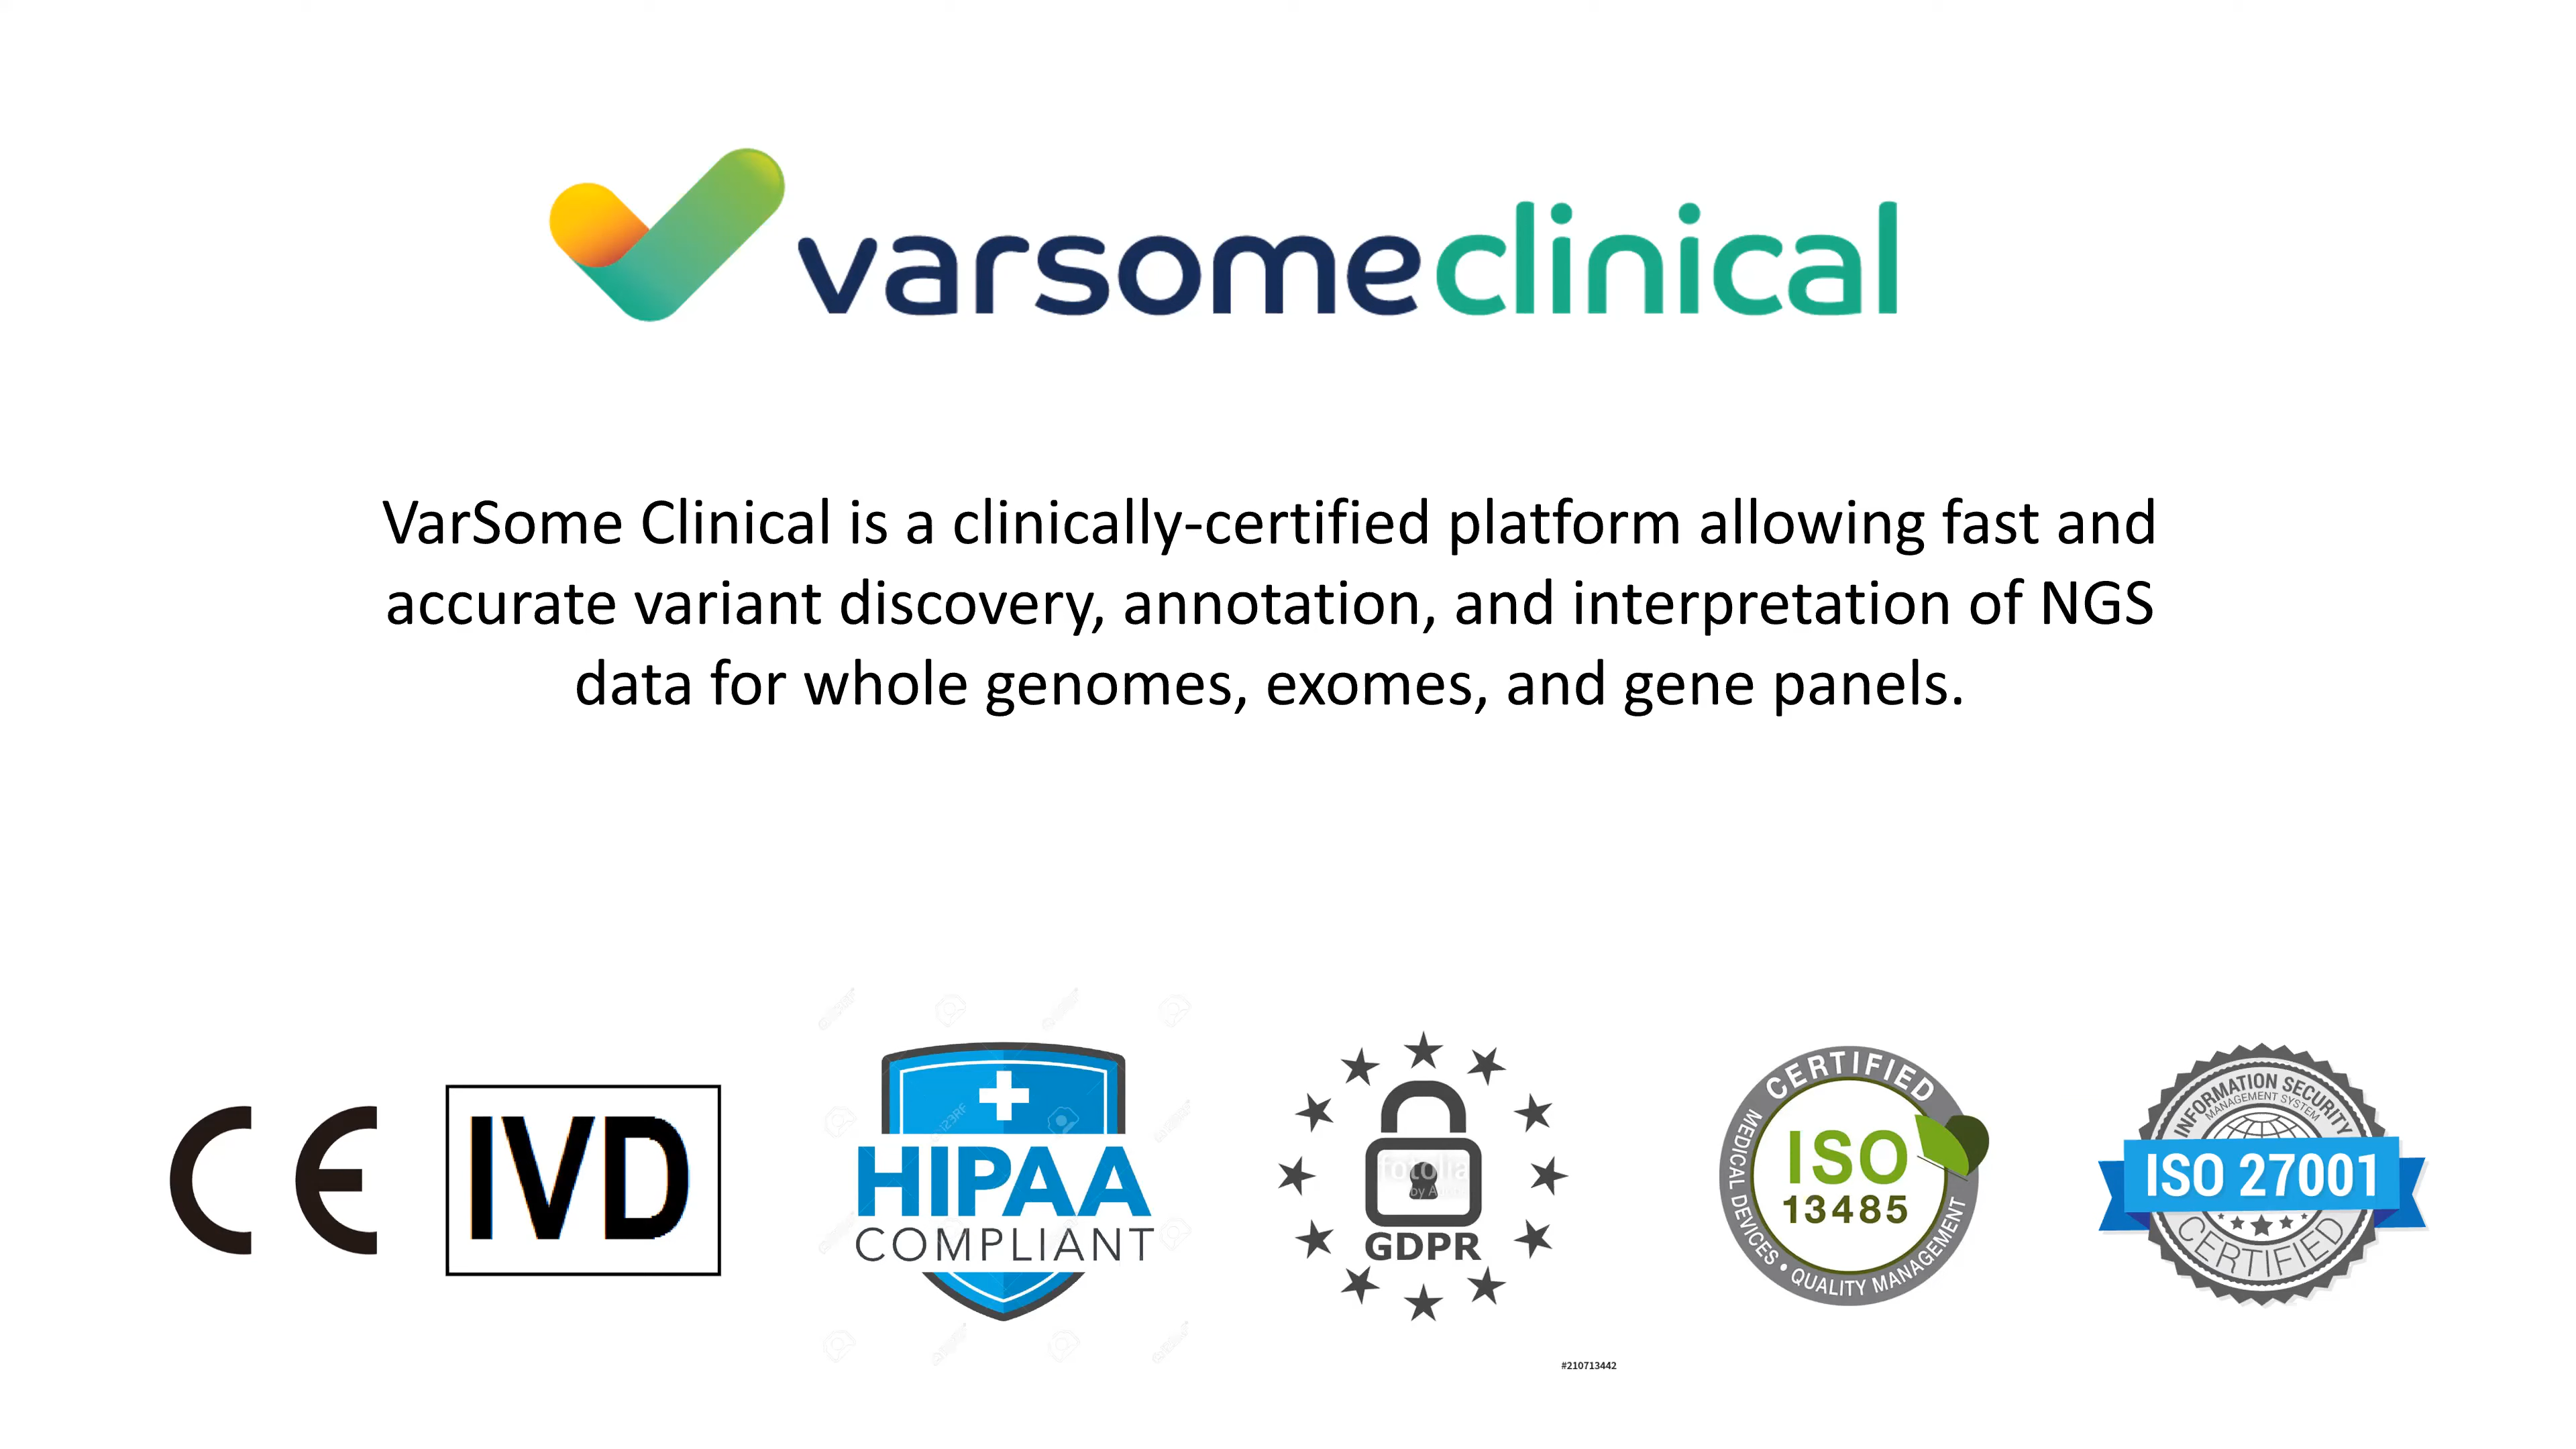 varsomeclinical
VarSome Clinical is a clinically-certified platform allowing fast and
accurate variant discovery, annotation, and interpretation of NGS
data for whole genomes, exomes, and gene panels.
CE
IVD
HIPAA
COMPLIANT
GDPR
#210713442
CERTIFIED
ISO
13485
MEDICAL DEVICES • QUALITY MANAGEMENT
INFORMATION SECURITY
MANAGEMENT SYSTEM
ISO 27001
CERTIFIED